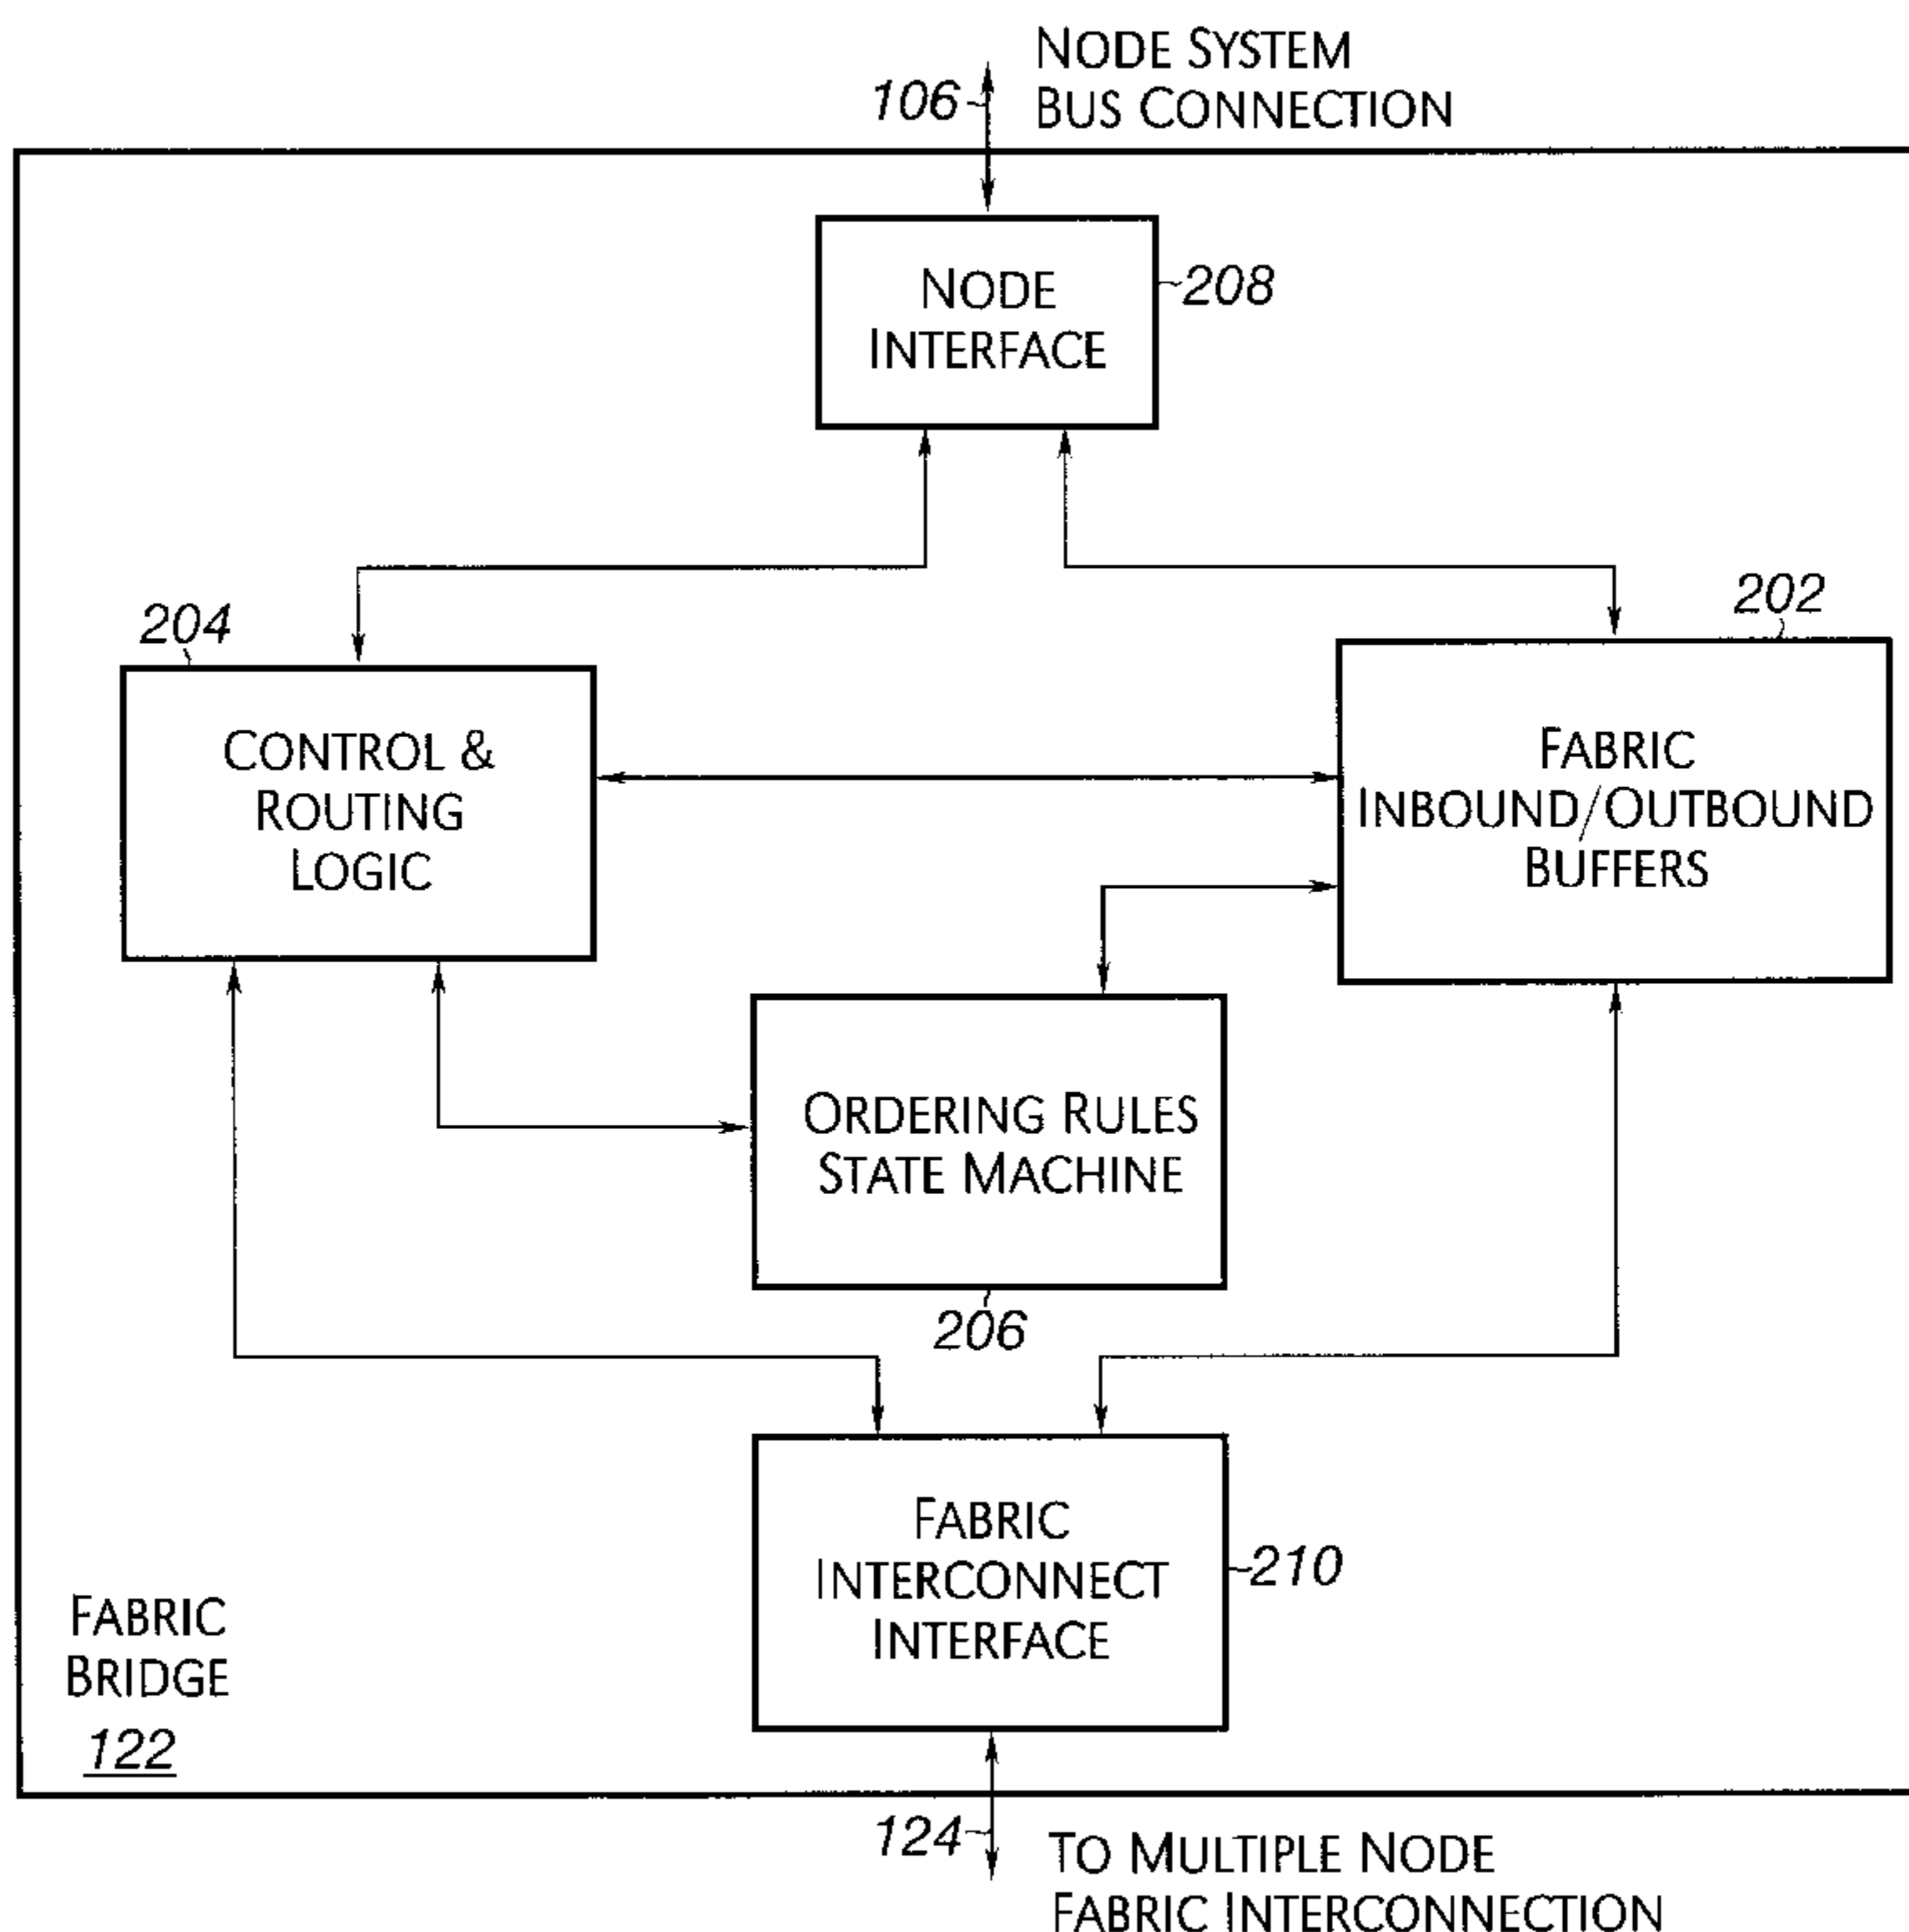 NODE SYSTEM
BUS CONNECTION
106
NODE
INTERFACE
208
204
202
CONTROL &
ROUTING
LOGIC
FABRIC
INBOUND/OUTBOUND
BUFFERS
ORDERING RULES
STATE MACHINE
206
FABRIC
INTERCONNECT
INTERFACE
210
FABRIC
BRIDGE
122
124
TO MULTIPLE NODE
FABRIC INTERCONNECTION